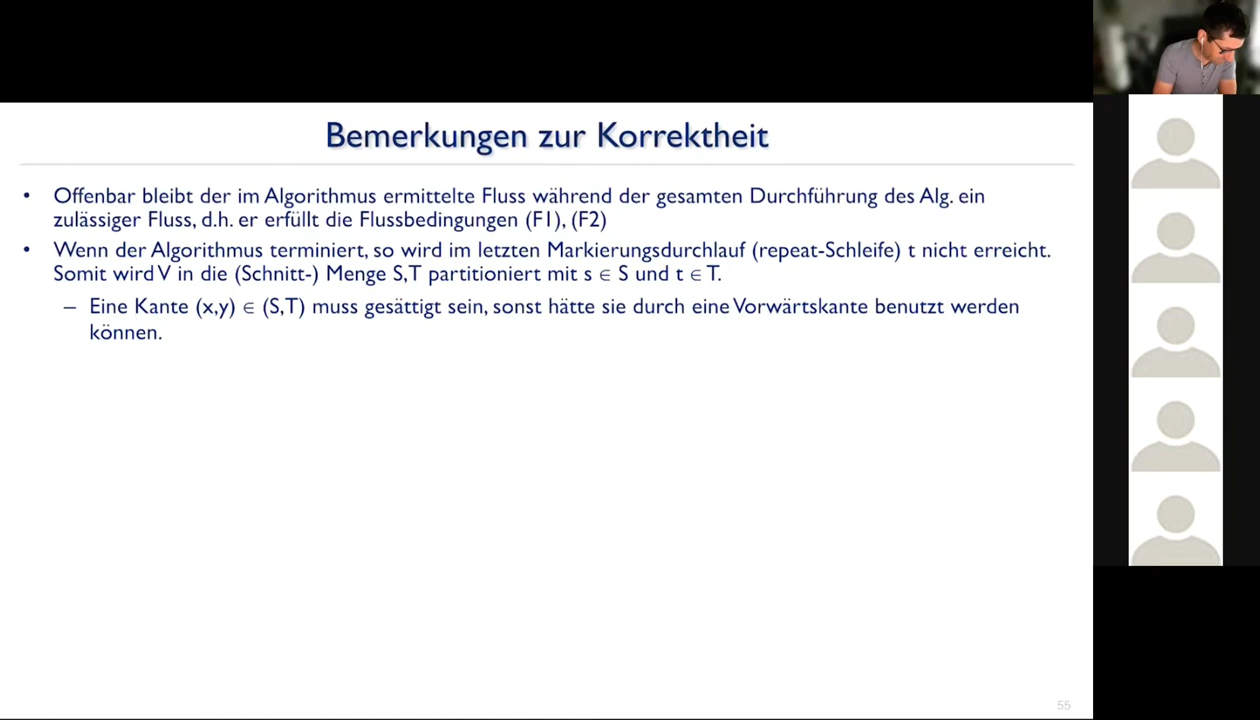 Bemerkungen zur Korrektheit
• Offenbar bleibt der im Algorithmus ermittelte Fluss während der gesamten Durchführung des Alg. ein
zulässiger Fluss, d.h. er erfüllt die Flussbedingungen (F1), (F2)
• Wenn der Algorithmus terminiert, so wird im letzten Markierungsdurchlauf (repeat-Schleife) t nicht erreicht.
Somit wird V in die (Schnitt-) Menge S,T partitioniert mit s ∈ S und t ∈ T.
– Eine Kante (x,y) ∈ (S,T) muss gesättigt sein, sonst hätte sie durch eine Vorwärtskante benutzt werden
können.
55